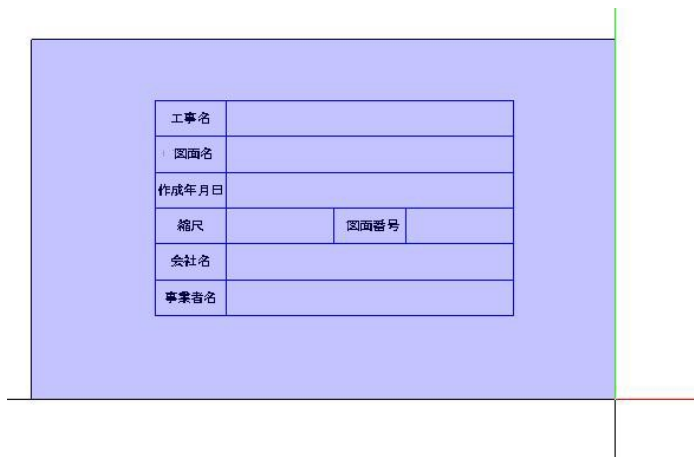 工事名
図面名
作成年月日
縮尺 図面番号
会社名
事業者名